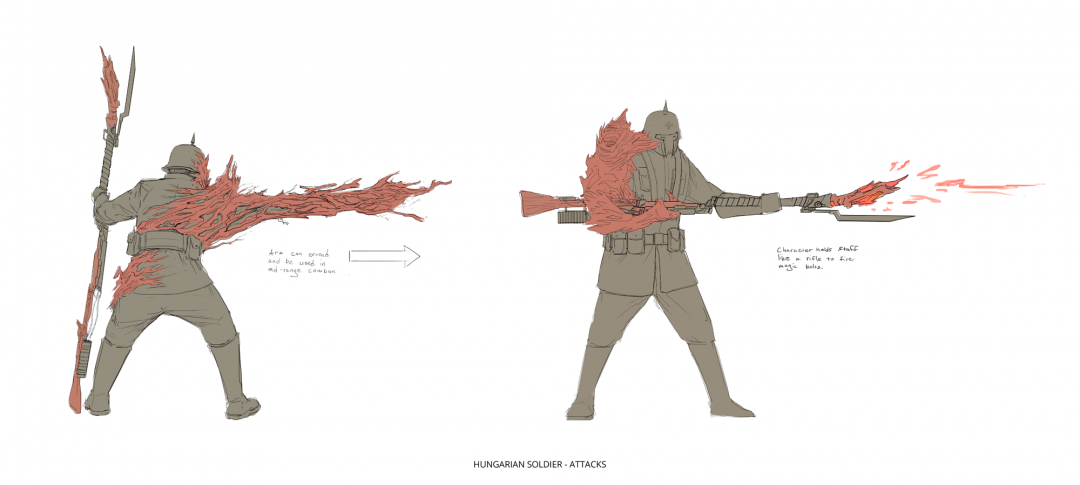 Arm can extend
and be used in
mid-range combat
Character holds staff
like a rifle to fire
magic bolts.
HUNGARIAN SOLDIER - ATTACKS